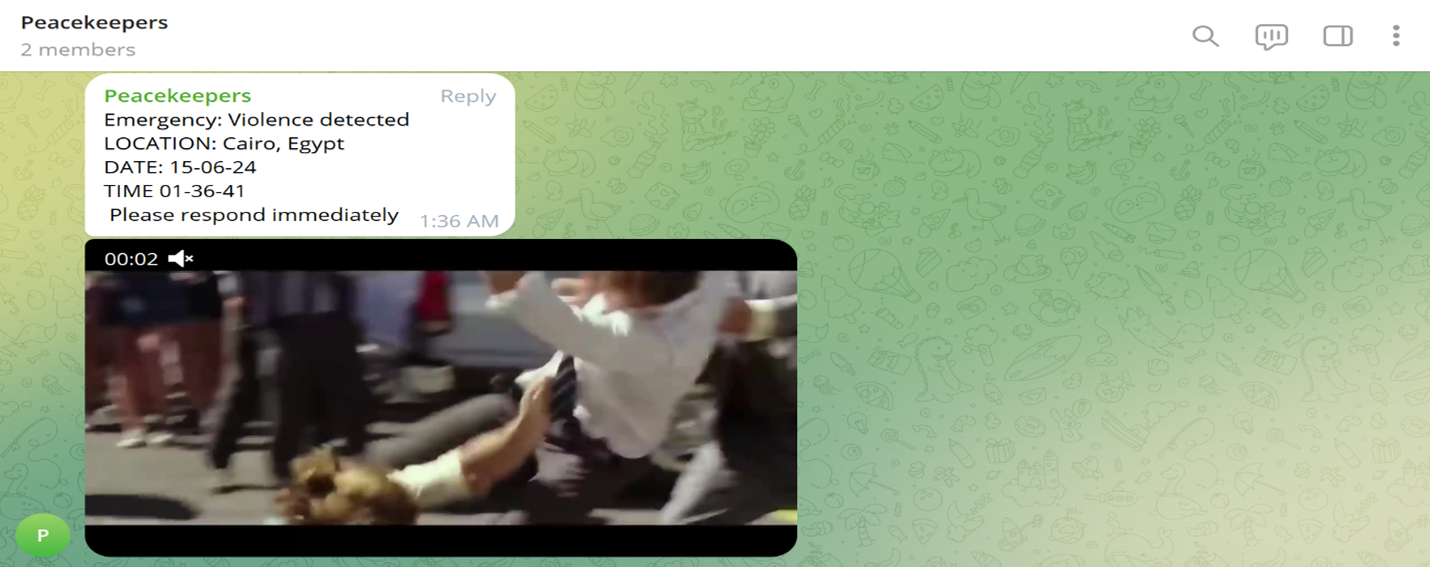 Peacekeepers
2 members
Peacekeepers Reply
Emergency: Violence detected
LOCATION: Cairo, Egypt
DATE: 15-06-24
TIME 01-36-41
Please respond immediately 1:36 AM
00:02
P